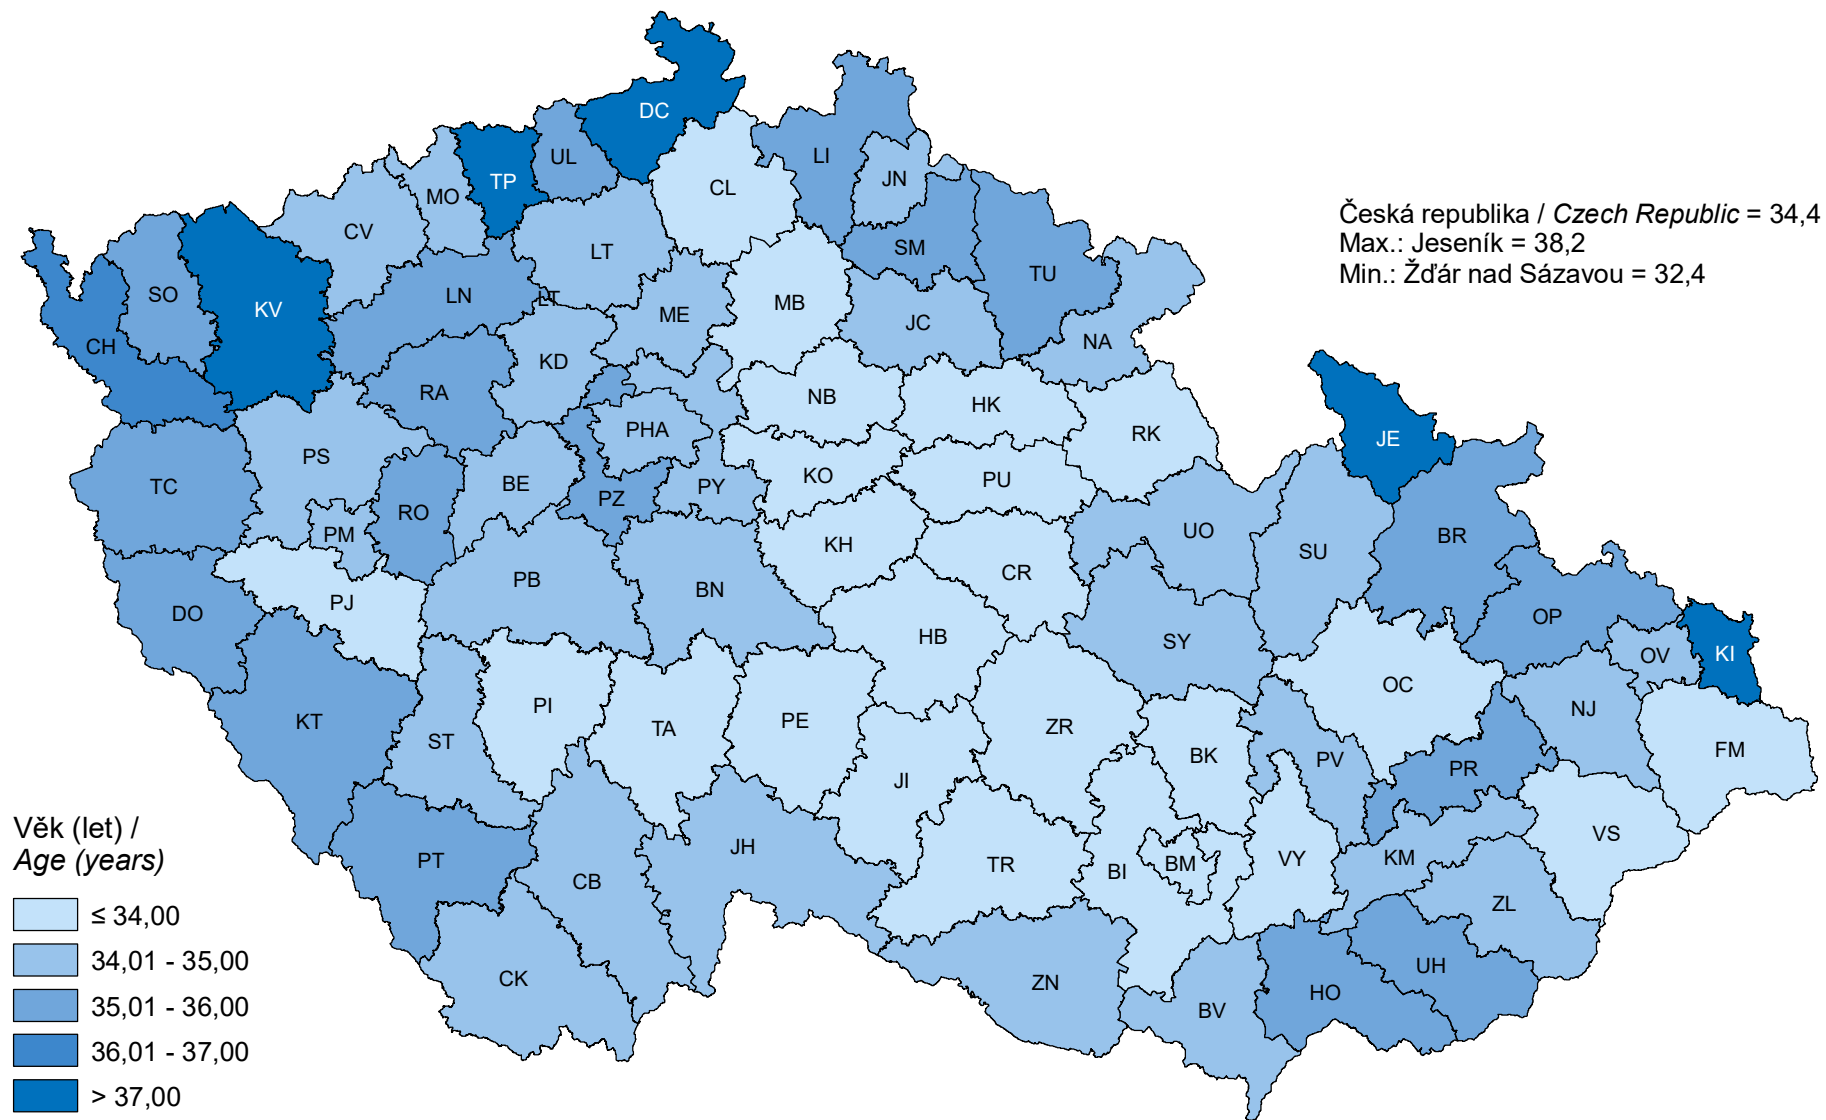 DC
UL
TP
LI
JN
CL
MO
CV
LT
SM
TU
Česká republika / Czech Republic = 34,4
Max.: Jeseník = 38,2
Min.: Žďár nad Sázavou = 32,4
SO
KV
LN
LT
ME
MB
JC
NA
CH
KD
RA
NB
HK
RK
PHA
JE
PS
BE
PZ
PY
KO
PU
TC
RO
PM
KH
CR
UO
SU
BR
PJ
PB
BN
DO
HB
SY
OP
OV
KI
OC
KT
PI
TA
PE
ZR
NJ
ST
JI
BK
PV
PR
FM
PT
CB
JH
TR
BI
BM
VY
KM
VS
ZL
CK
ZN
BV
HO
UH
Věk (let) /
Age (years)
≤ 34,00
34,01 - 35,00
35,01 - 36,00
36,01 - 37,00
> 37,00